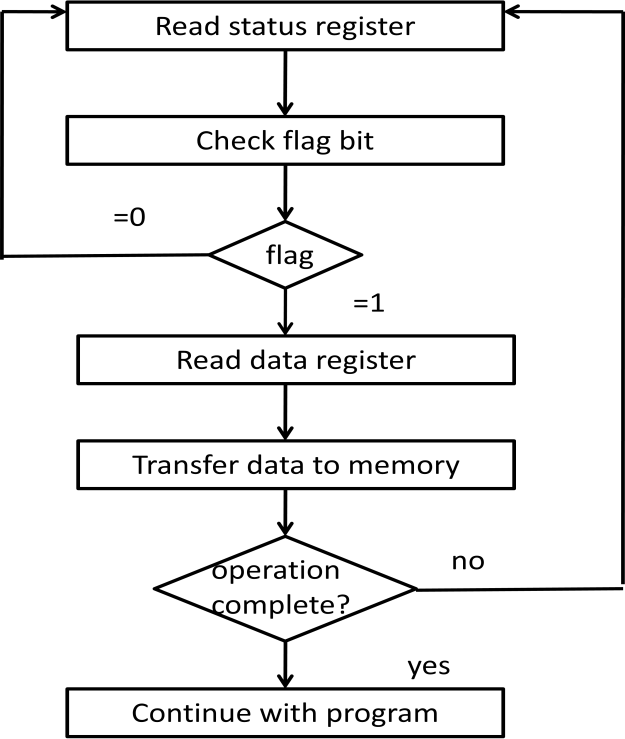 Read status register
Check flag bit
=0
flag
=1
Read data register
Transfer data to memory
operation
complete?
no
yes
Continue with program